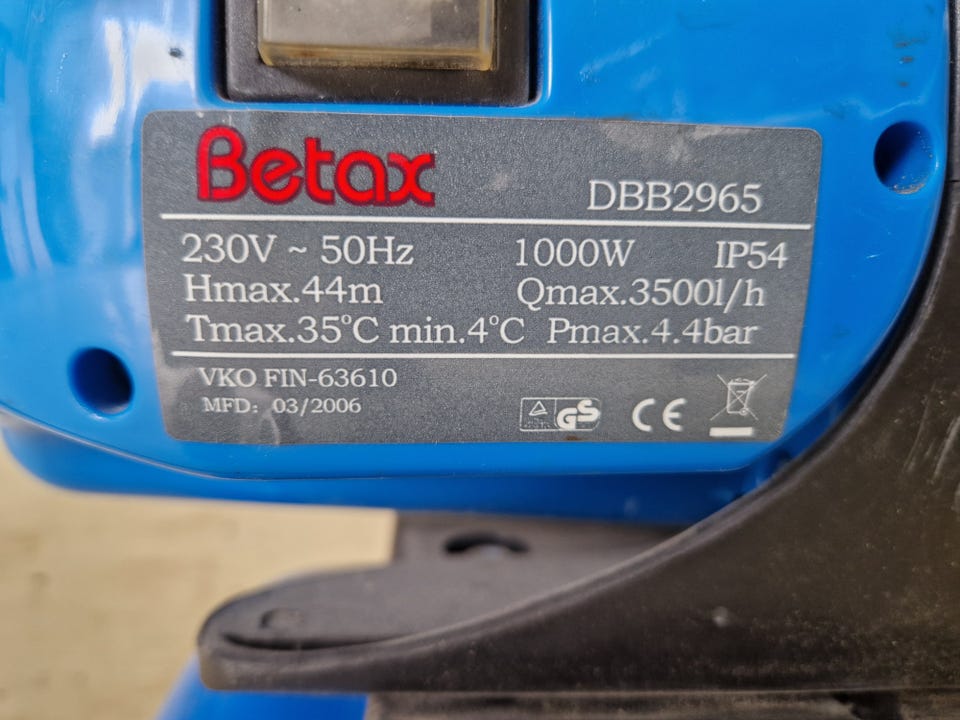 Betax
DBB2965
230V ~ 50Hz 1000W IP54
Hmax.44m Qmax.3500l/h
Tmax.35°C min.4°C Pmax.4.4bar
VKO FIN-63610
MFD: 03/2006
GS CE